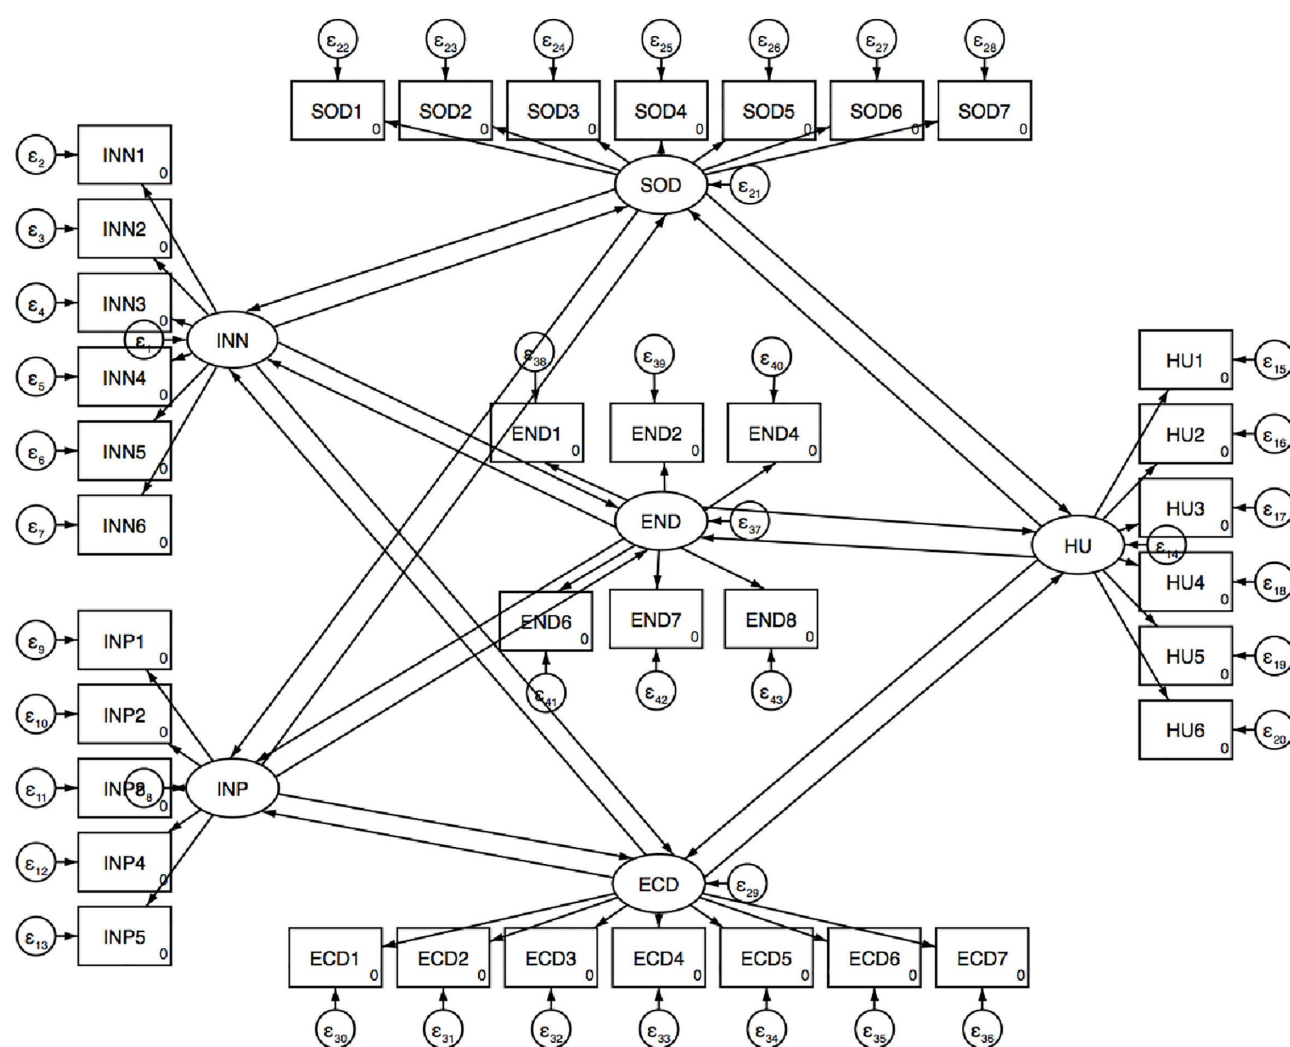 ε22 ε23 ε24 ε25 ε26 ε27 ε28
SOD1 0 SOD2 0 SOD3 0 SOD4 0 SOD5 0 SOD6 0 SOD7 0
SOD ε21
ε2 INN1 0
ε3 INN2 0
ε4 INN3 0
ε1 INN
ε5 INN4 0
ε6 INN5 0
ε7 INN6 0
ε38 ε39 ε40
END1 0 END2 0 END4 0
END ε37
END6 0 END7 0 END8 0
ε41 ε42 ε43
HU1 0 ε15
HU2 0 ε16
HU3 0 ε17
HU ε14
HU4 0 ε18
HU5 0 ε19
HU6 0 ε20
ε9 INP1 0
ε10 INP2 0
ε11 INP3 0 ε8 INP
ε12 INP4 0
ε13 INP5 0
ECD ε29
ECD1 0 ECD2 0 ECD3 0 ECD4 0 ECD5 0 ECD6 0 ECD7 0
ε30 ε31 ε32 ε33 ε34 ε35 ε36